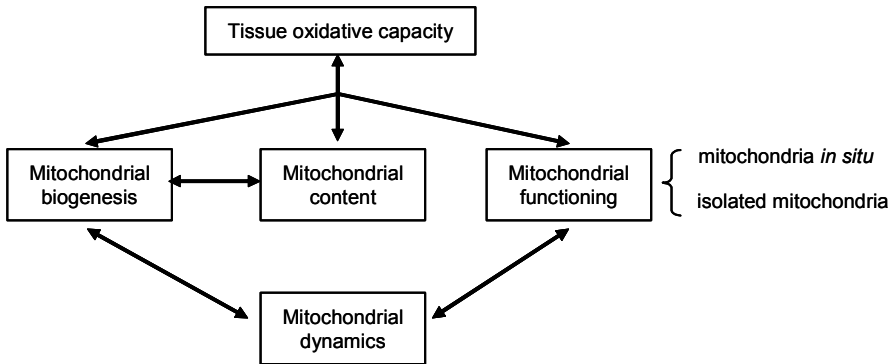 Tissue oxidative capacity
Mitochondrial
biogenesis
Mitochondrial
content
Mitochondrial
functioning
mitochondria in situ
isolated mitochondria
Mitochondrial
dynamics